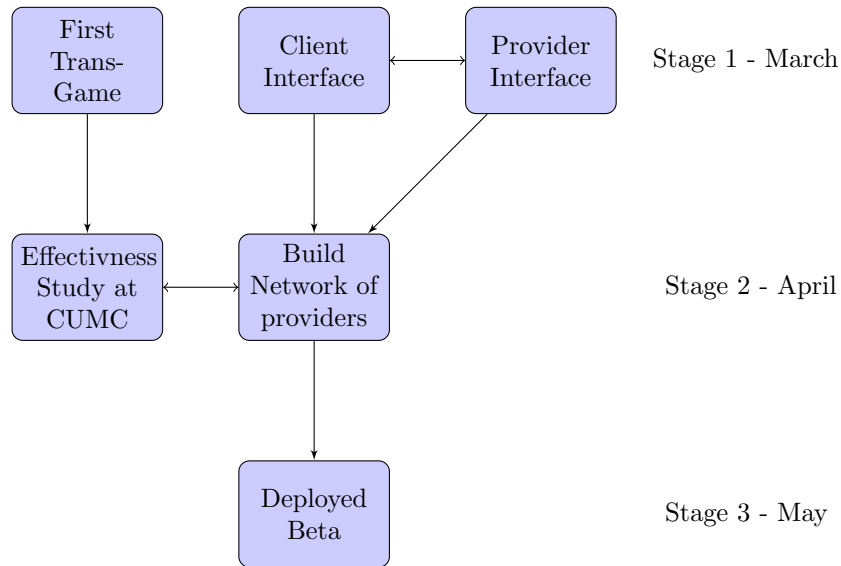 First
Trans-
Game
Client
Interface
Provider
Interface
Stage 1 - March
Effectivness
Study at
CUMC
Build
Network of
providers
Stage 2 - April
Deployed
Beta
Stage 3 - May